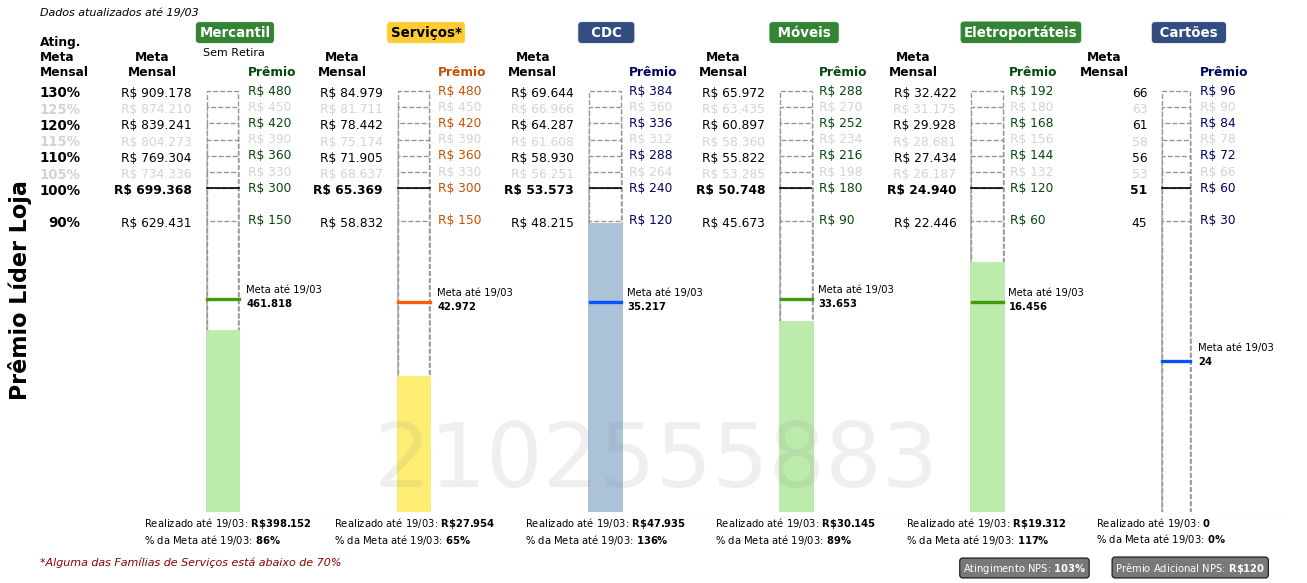 Dados atualizados até 19/03
Mercantil Serviços* CDC Móveis Eletroportáteis Cartões
Sem Retira
Ating. Meta Mensal Meta Mensal Prêmio Meta Mensal Prêmio Meta Mensal Prêmio Meta Mensal Prêmio Meta Mensal Prêmio Meta Mensal Prêmio
130% R$ 909.178 R$ 480 R$ 84.979 R$ 480 R$ 69.644 R$ 384 R$ 65.972 R$ 288 R$ 32.422 R$ 192 66 R$ 96
125% R$ 874.210 R$ 450 R$ 81.711 R$ 450 R$ 66.966 R$ 360 R$ 63.435 R$ 270 R$ 31.175 R$ 180 63 R$ 90
120% R$ 839.241 R$ 420 R$ 78.442 R$ 420 R$ 64.287 R$ 336 R$ 60.897 R$ 252 R$ 29.928 R$ 168 61 R$ 84
115% R$ 804.273 R$ 390 R$ 75.174 R$ 390 R$ 61.608 R$ 312 R$ 58.360 R$ 234 R$ 28.681 R$ 156 58 R$ 78
110% R$ 769.304 R$ 360 R$ 71.905 R$ 360 R$ 58.930 R$ 288 R$ 55.822 R$ 216 R$ 27.434 R$ 144 56 R$ 72
105% R$ 734.336 R$ 330 R$ 68.637 R$ 330 R$ 56.251 R$ 264 R$ 53.285 R$ 198 R$ 26.187 R$ 132 53 R$ 66
100% R$ 699.368 R$ 300 R$ 65.369 R$ 300 R$ 53.573 R$ 240 R$ 50.748 R$ 180 R$ 24.940 R$ 120 51 R$ 60
90% R$ 629.431 R$ 150 R$ 58.832 R$ 150 R$ 48.215 R$ 120 R$ 45.673 R$ 90 R$ 22.446 R$ 60 45 R$ 30
Prêmio Líder Loja
Meta até 19/03 Meta até 19/03 Meta até 19/03 Meta até 19/03 Meta até 19/03
461.818 42.972 35.217 33.653 16.456
Meta até 19/03
24
2102555883
Realizado até 19/03: R$398.152 Realizado até 19/03: R$27.954 Realizado até 19/03: R$47.935 Realizado até 19/03: R$30.145 Realizado até 19/03: R$19.312 Realizado até 19/03: 0
% da Meta até 19/03: 86% % da Meta até 19/03: 65% % da Meta até 19/03: 136% % da Meta até 19/03: 89% % da Meta até 19/03: 117% % da Meta até 19/03: 0%
*Alguma das Famílias de Serviços está abaixo de 70%
Atingimento NPS: 103% Prêmio Adicional NPS: R$120